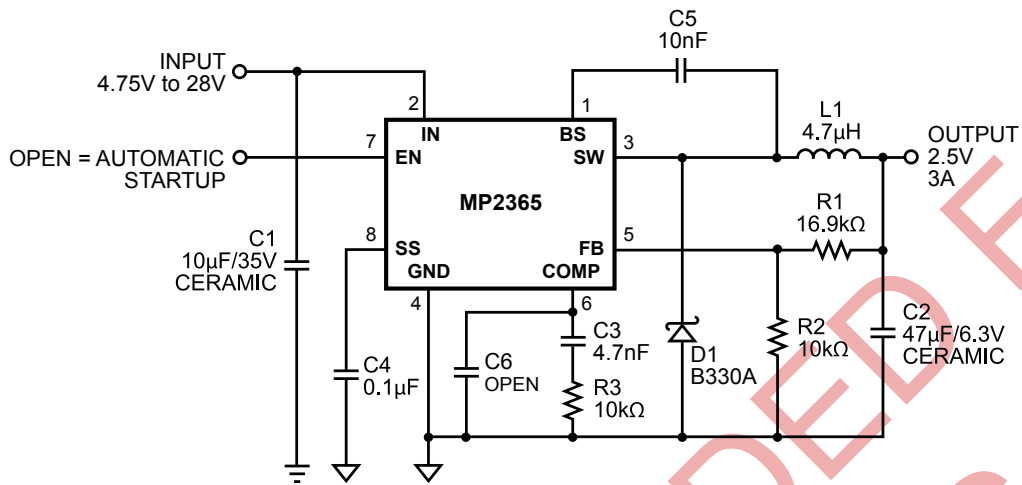 C5
10nF
INPUT
4.75V to 28V
2
1
IN
BS
L1
4.7µH
OUTPUT
2.5V
3A
7
EN
SW
3
OPEN = AUTOMATIC
STARTUP
MP2365
R1
16.9kΩ
8
SS
FB
5
C1
10µF/35V
CERAMIC
GND
COMP
4
6
C3
4.7nF
C2
47µF/6.3V
CERAMIC
R2
10kΩ
D1
B330A
C4
0.1µF
C6
OPEN
R3
10kΩ
DED F